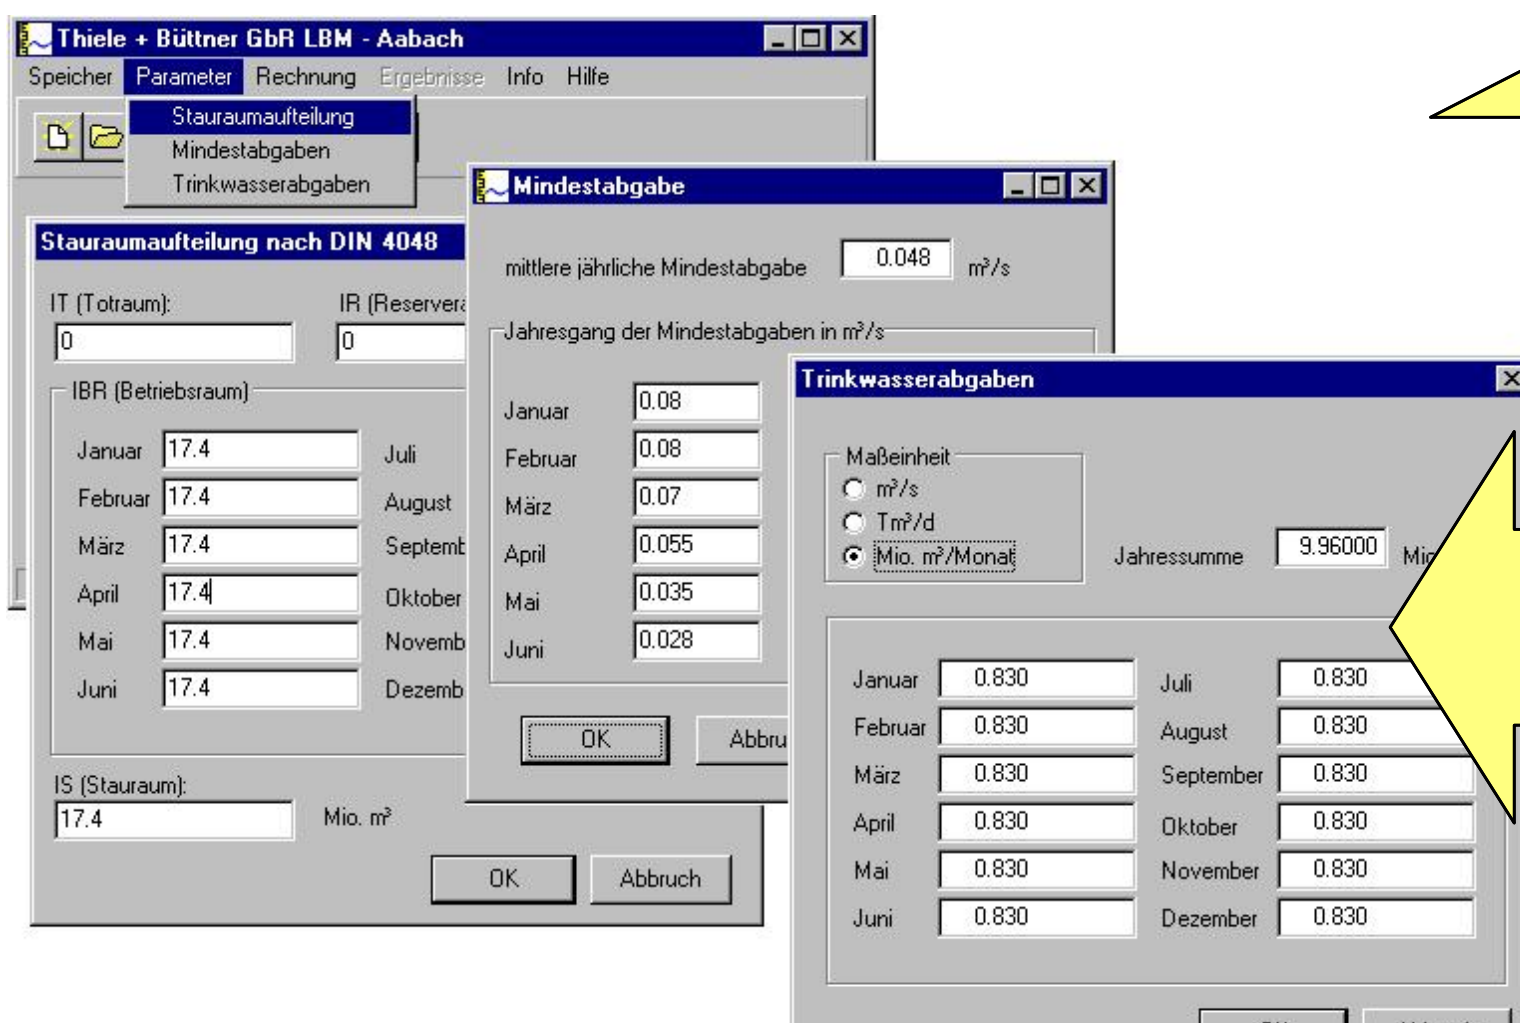 Thiele + Büttner GbR LBM - Aabach
Speicher Parameter Rechnung Ergebnisse Info Hilfe
Stauraumaufteilung
Mindestabgaben
Trinkwasserabgaben
Stauraumaufteilung nach DIN 4048
IT (Totraum): IR
0 0
IBR (Betriebsraum)
Januar 17.4 Juli
Februar 17.4 August
März 17.4
April 17.4 Oktober
Mai 17.4
Juni 17.4
IS (Stauraum):
17.4 Mio. m³
OK Abbruch
Mindestabgabe
mittlere jährliche Mindestabgabe 0.048 m³/s
Jahresgang der Mindestabgaben in m³/s
Januar 0.08
Februar 0.08
März 0.07
April 0.055
Mai 0.035
Juni 0.028
OK
Trinkwasserabgaben
Maßeinheit
m³/s
Tm³/d
Mio. m³/Monat Jahressumme 9.96000
Januar 0.830 Juli 0.830
Februar 0.830 August 0.830
März 0.830 September 0.830
April 0.830 Oktober 0.830
Mai 0.830 November 0.830
Juni 0.830 Dezember 0.830